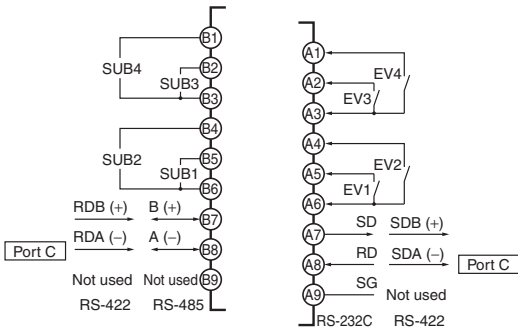 B1
SUB4
B2
SUB3
B3
B4
SUB2
B5
SUB1
B6
RDB (+) B (+) B7
Port C RDA (−) A (−) B8
Not used Not used B9
RS-422 RS-485
A1
A2 EV4
EV3
A3
A4
A5 EV2
EV1
A6
A7 SD SDB (+)
A8 RD SDA (−) Port C
A9 SG Not used
RS-232C RS-422